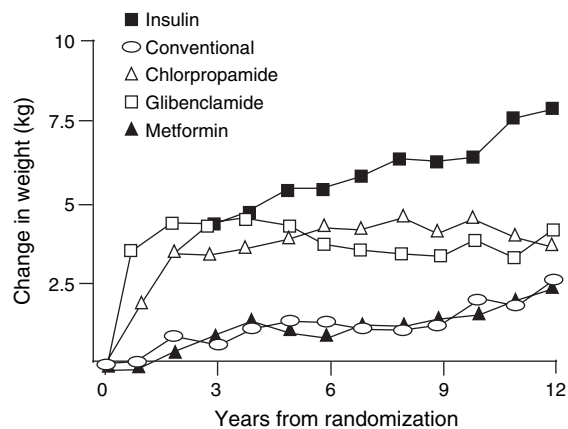 Insulin
Conventional
Chlorpropamide
Glibenclamide
Metformin
10
7.5
5
2.5
0
3
6
9
12
Change in weight (kg)
Years from randomization